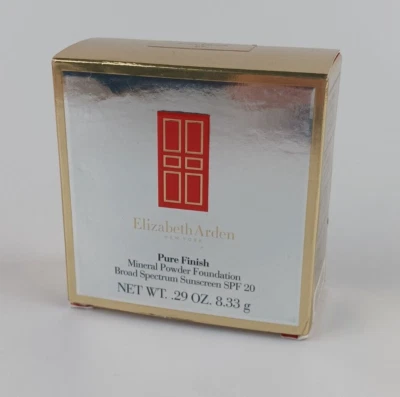 Elizabeth Arden
NEW YORK
Pure Finish
Mineral Powder Foundation
Broad Spectrum Sunscreen SPF 20
NET WT. .29 OZ. 8.33 g